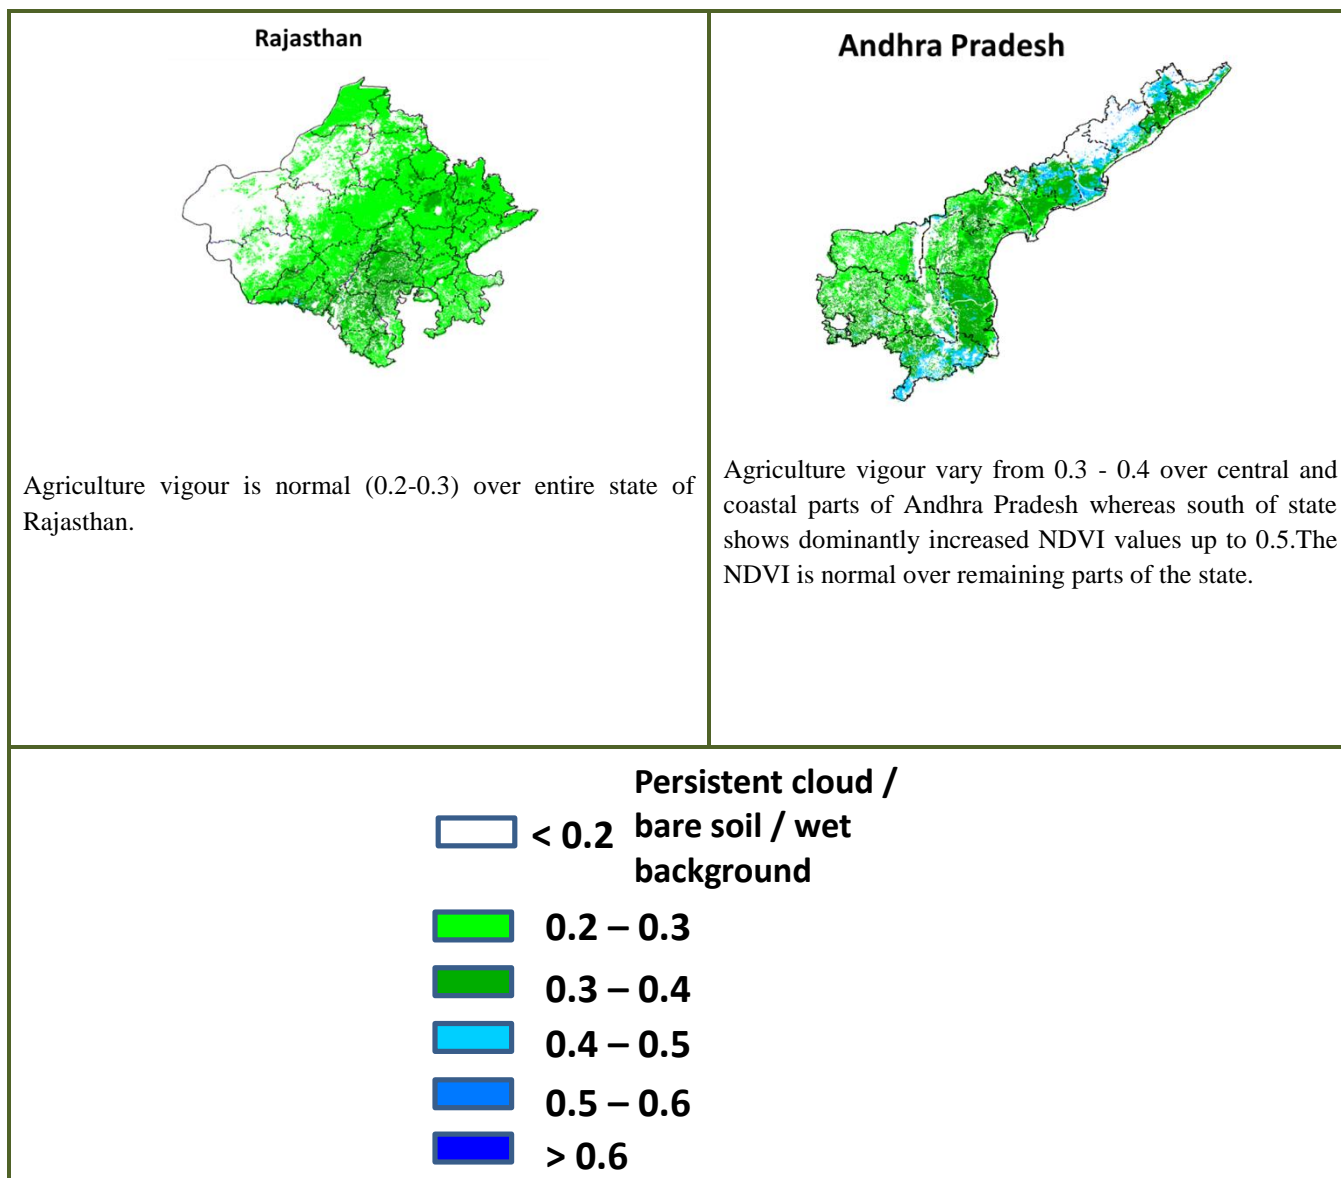 Rajasthan
Agriculture vigour is normal (0.2-0.3) over entire state of
Rajasthan.
Andhra Pradesh
Agriculture vigour vary from 0.3 - 0.4 over central and
coastal parts of Andhra Pradesh whereas south of state
shows dominantly increased NDVI values up to 0.5.The
NDVI is normal over remaining parts of the state.
< 0.2
Persistent cloud /
bare soil / wet
background
0.2 – 0.3
0.3 – 0.4
0.4 – 0.5
0.5 – 0.6
> 0.6